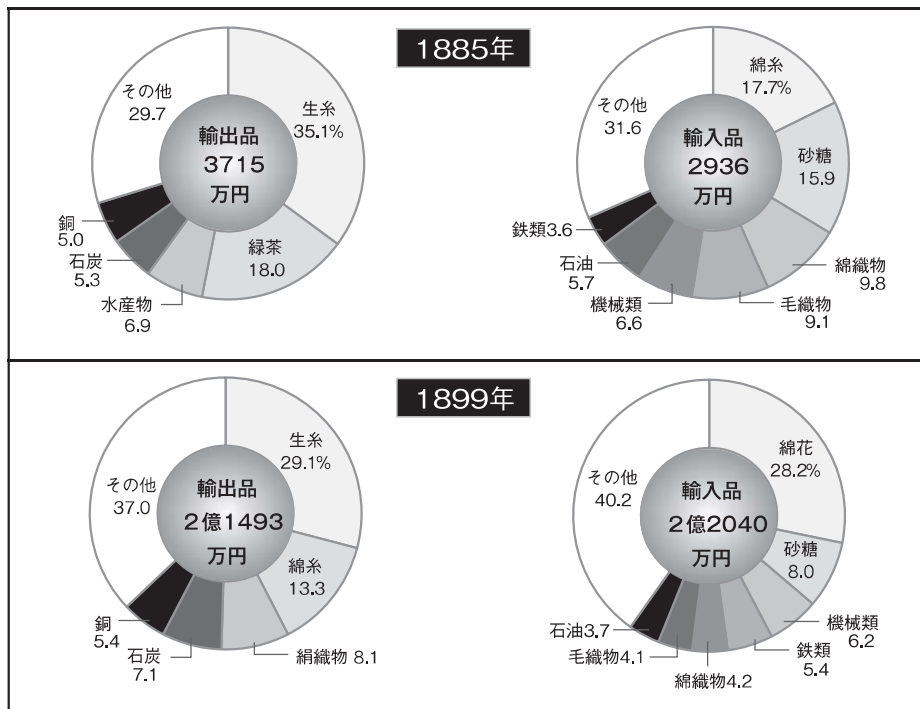 1885年
輸出品
3715
万円
生糸
35.1%
緑茶
18.0
水産物
6.9
石炭
5.3
銅
5.0
その他
29.7
輸入品
2936
万円
綿糸
17.7%
砂糖
15.9
綿織物
9.8
毛織物
9.1
機械類
6.6
石油
5.7
鉄類3.6
その他
31.6
1899年
輸出品
2億1493
万円
生糸
29.1%
綿糸
13.3
絹織物 8.1
石炭
7.1
銅
5.4
その他
37.0
輸入品
2億2040
万円
綿花
28.2%
砂糖
8.0
機械類
6.2
鉄類
5.4
綿織物4.2
毛織物4.1
石油3.7
その他
40.2